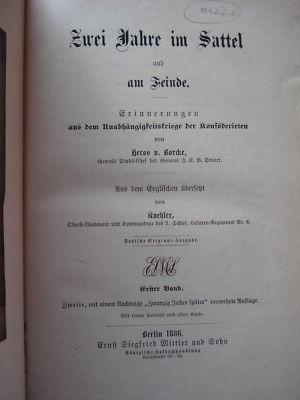 Zwei Jahre im Sattel
und
am Feinde.
Erinnerungen
aus dem Unabhängigkeitskriege der Konföderirten
von
Heros v. Borcke,
ehemals Stabs-Chef des General J. E. B. Stuart.
Aus dem Englischen übersetzt
von
Kaehler,
Oberst-Lieutenant und Kommandeur des 2. Schles. Husaren-Regiments Nr. 6.
Deutsche Original-Ausgabe.
Erster Band.
Zweite, mit einem Nachtrage „Zwanzig Jahre später“ vermehrte Auflage.
Mit einem Portrait und einer Karte.
Berlin 1886.
Ernst Siegfried Mittler und Sohn
Königliche Hofbuchhandlung
Kochstraße 69. 70.